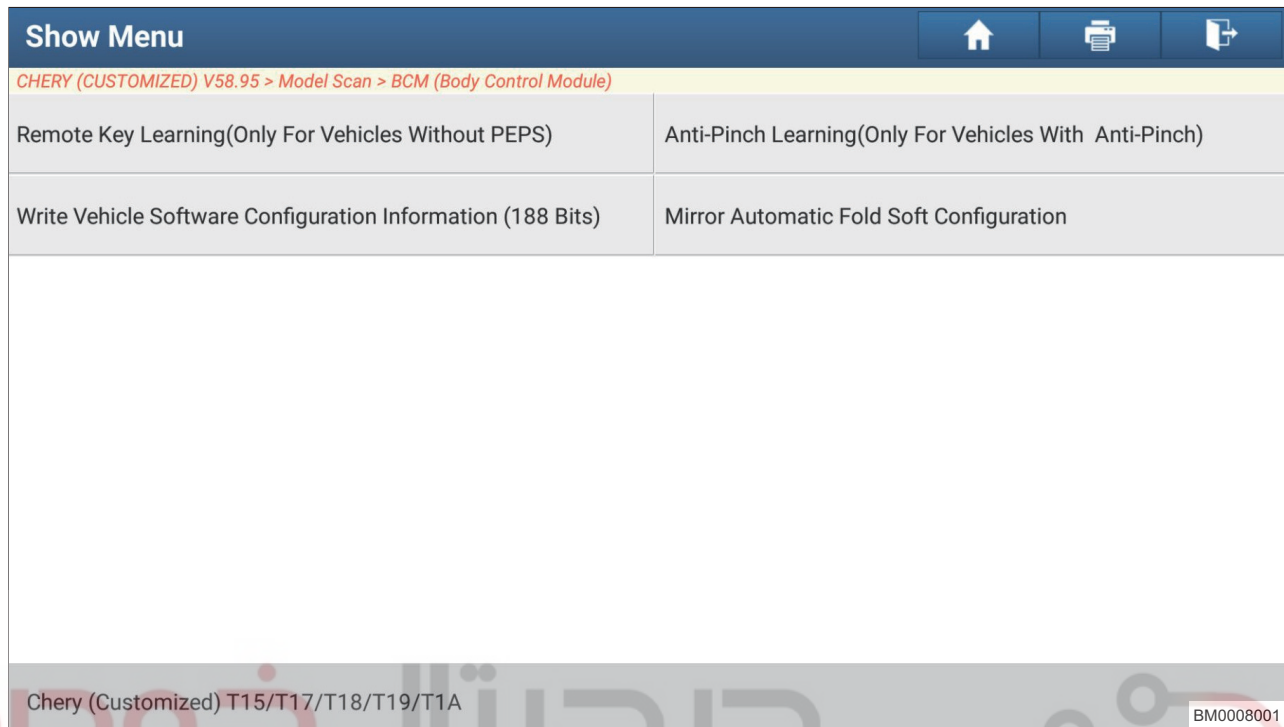 Show Menu
CHERY (CUSTOMIZED) V58.95 > Model Scan > BCM (Body Control Module)
Remote Key Learning(Only For Vehicles Without PEPS)
Anti-Pinch Learning(Only For Vehicles With Anti-Pinch)
Write Vehicle Software Configuration Information (188 Bits)
Mirror Automatic Fold Soft Configuration
Chery (Customized) T15/T17/T18/T19/T1A
BM0008001